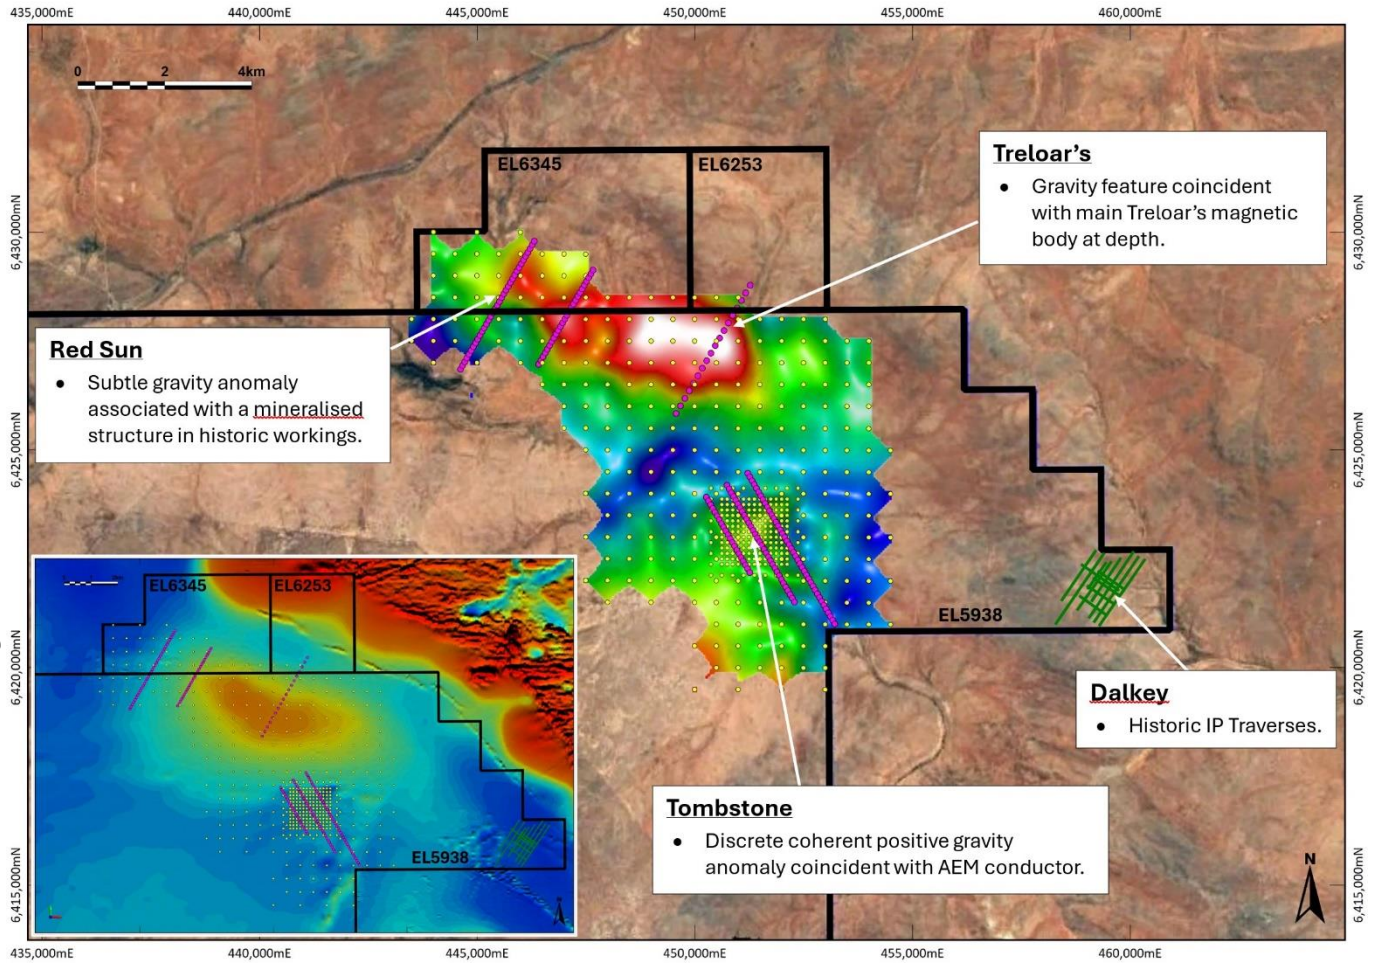 435,000mE 440,000mE 445,000mE 450,000mE 455,000mE 460,000mE
0 2 4km
EL6345 EL6253
Treloar's
• Gravity feature coincident
with main Treloar's magnetic
body at depth.
6,430,000mN 6,430,000mN
Red Sun
• Subtle gravity anomaly
associated with a mineralised
structure in historic workings.
6,425,000mN 6,425,000mN
EL6345 EL6253
EL5938
6,420,000mN 6,420,000mN
Dalkey
• Historic IP Traverses.
Tombstone
• Discrete coherent positive gravity
anomaly coincident with AEM conductor.
EL5938
N
6,415,000mN 6,415,000mN
435,000mE 440,000mE 445,000mE 450,000mE 455,000mE 460,000mE